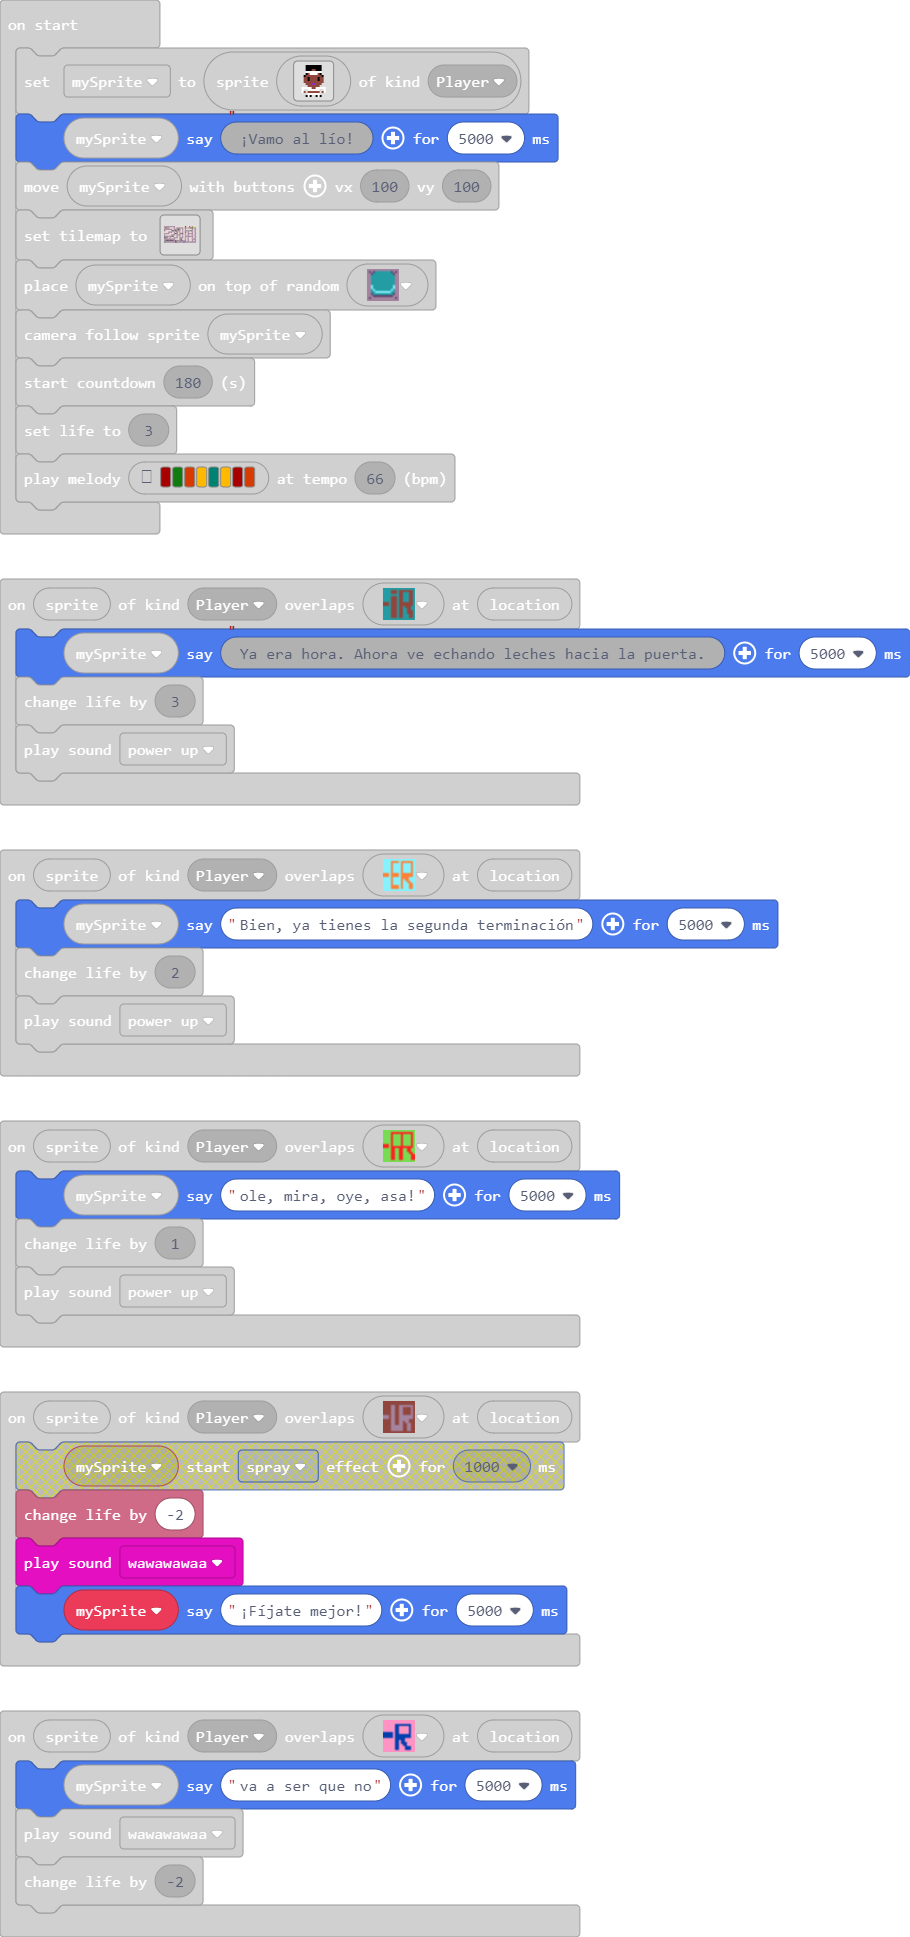 on start
set mySprite to sprite of kind Player
mySprite say "¡Vamo al lío! for 5000 ms
move mySprite with buttons vx 100 vy 100
set tilemap to
place mySprite on top of random
camera follow sprite mySprite
start countdown 180 (s)
set life to 3
play melody at tempo 66 (bpm)
on sprite of kind Player overlaps -iR at location
mySprite say "Ya era hora. Ahora ve echando leches hacia la puerta. for 5000 ms
change life by 3
play sound power up
on sprite of kind Player overlaps -ER at location
mySprite say "Bien, ya tienes la segunda terminación" for 5000 ms
change life by 2
play sound power up
on sprite of kind Player overlaps -AR at location
mySprite say "ole, mira, oye, asa!" for 5000 ms
change life by 1
play sound power up
on sprite of kind Player overlaps -UR at location
mySprite start spray effect for 1000 ms
change life by -2
play sound wawawawaa
mySprite say "¡Fíjate mejor!" for 5000 ms
on sprite of kind Player overlaps -R at location
mySprite say "va a ser que no" for 5000 ms
play sound wawawawaa
change life by -2